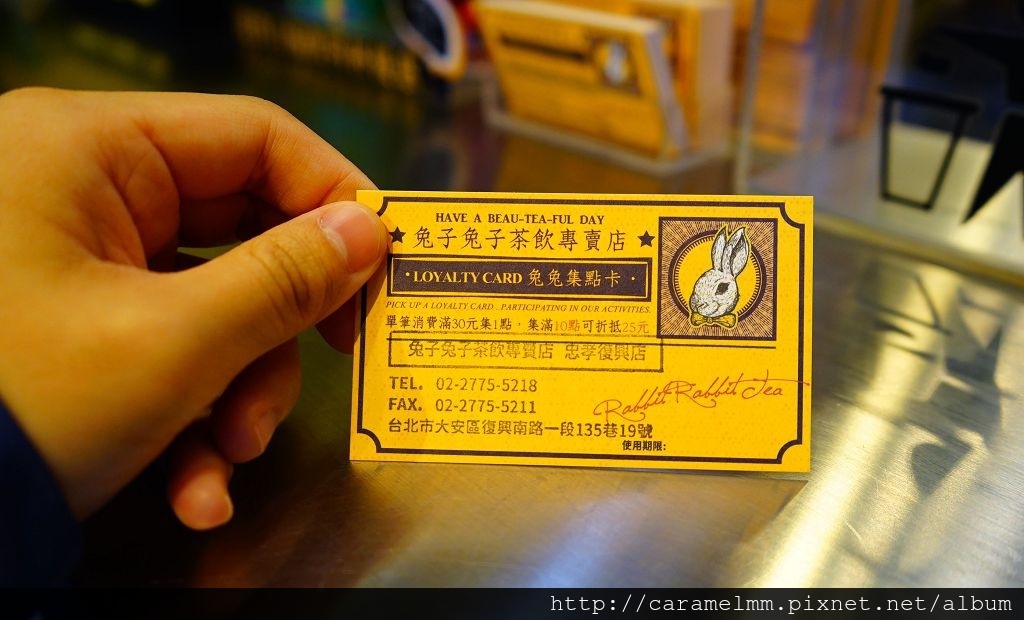 HAVE A BEAU-TEA-FUL DAY
★兔子兔子茶飲專賣店★
·LOYALTY CARD 兔兔集點卡·
PICK UP A LOYALTY CARD . PARTICIPATING IN OUR ACTIVITIES.
單筆消費滿30元集1點，集滿10點可折抵25元
兔子兔子茶飲專賣店 忠孝復興店
TEL. 02-2775-5218
FAX. 02-2775-5211
Rabbit Rabbit Tea
台北市大安區復興南路一段135巷19號
使用期限:
http://caramelmm.pixnet.net/album